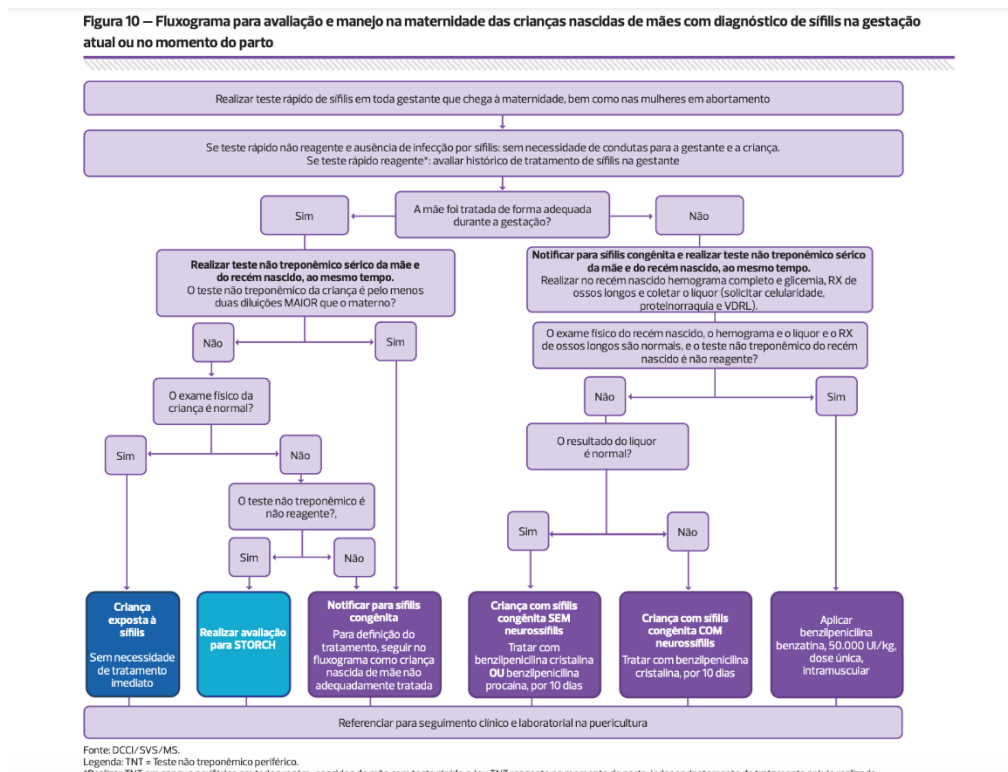 Figura 10 — Fluxograma para avaliação e manejo na maternidade das crianças nascidas de mães com diagnóstico de sífilis na gestação
atual ou no momento do parto
Realizar teste rápido de sífilis em toda gestante que chega à maternidade, bem como nas mulheres em abortamento
Se teste rápido não reagente e ausência de infecção por sífilis: sem necessidade de condutas para a gestante e a criança.
Se teste rápido reagente*: avaliar histórico de tratamento de sífilis na gestante
A mãe foi tratada de forma adequada
durante a gestação?
Sim
Não
Realizar teste não treponêmico sérico da mãe e
do recém nascido, ao mesmo tempo.
O teste não treponêmico da criança é pelo menos
duas diluições MAIOR que o materno?
Notificar para sífilis congênita e realizar teste não treponêmico sérico
da mãe e do recém nascido, ao mesmo tempo.
Realizar no recém nascido hemograma completo e glicemia, RX de
ossos longos e coletar o líquor (solicitar celularidade,
proteinorraquia e VDRL).
Não
Sim
O exame físico do recém nascido, o hemograma e o líquor e o RX
de ossos longos são normais, e o teste não treponêmico do recém
nascido é não reagente?
O exame físico da
criança é normal?
Não
Sim
Sim
Não
O resultado do líquor
é normal?
O teste não treponêmico é
não reagente?,
Sim
Não
Sim
Não
Criança
exposta à
sífilis
Sem necessidade
de tratamento
imediato
Realizar avaliação
para STORCH
Notificar para sífilis
congênita
Para definição do
tratamento, seguir no
fluxograma como criança
nascida de mãe não
adequadamente tratada
Criança com sífilis
congênita SEM
neurossífilis
Tratar com
benzilpenicilina cristalina
OU benzilpenicilina
procaína, por 10 dias
Criança com sífilis
congênita COM
neurossífilis
Tratar com benzilpenicilina
cristalina, por 10 dias
Aplicar
benzilpenicilina
benzatina, 50.000 UI/kg,
dose única,
intramuscular
Referenciar para seguimento clínico e laboratorial na puericultura
Fonte: DCCI/SVS/MS.
Legenda: TNT = Teste não treponêmico periférico.